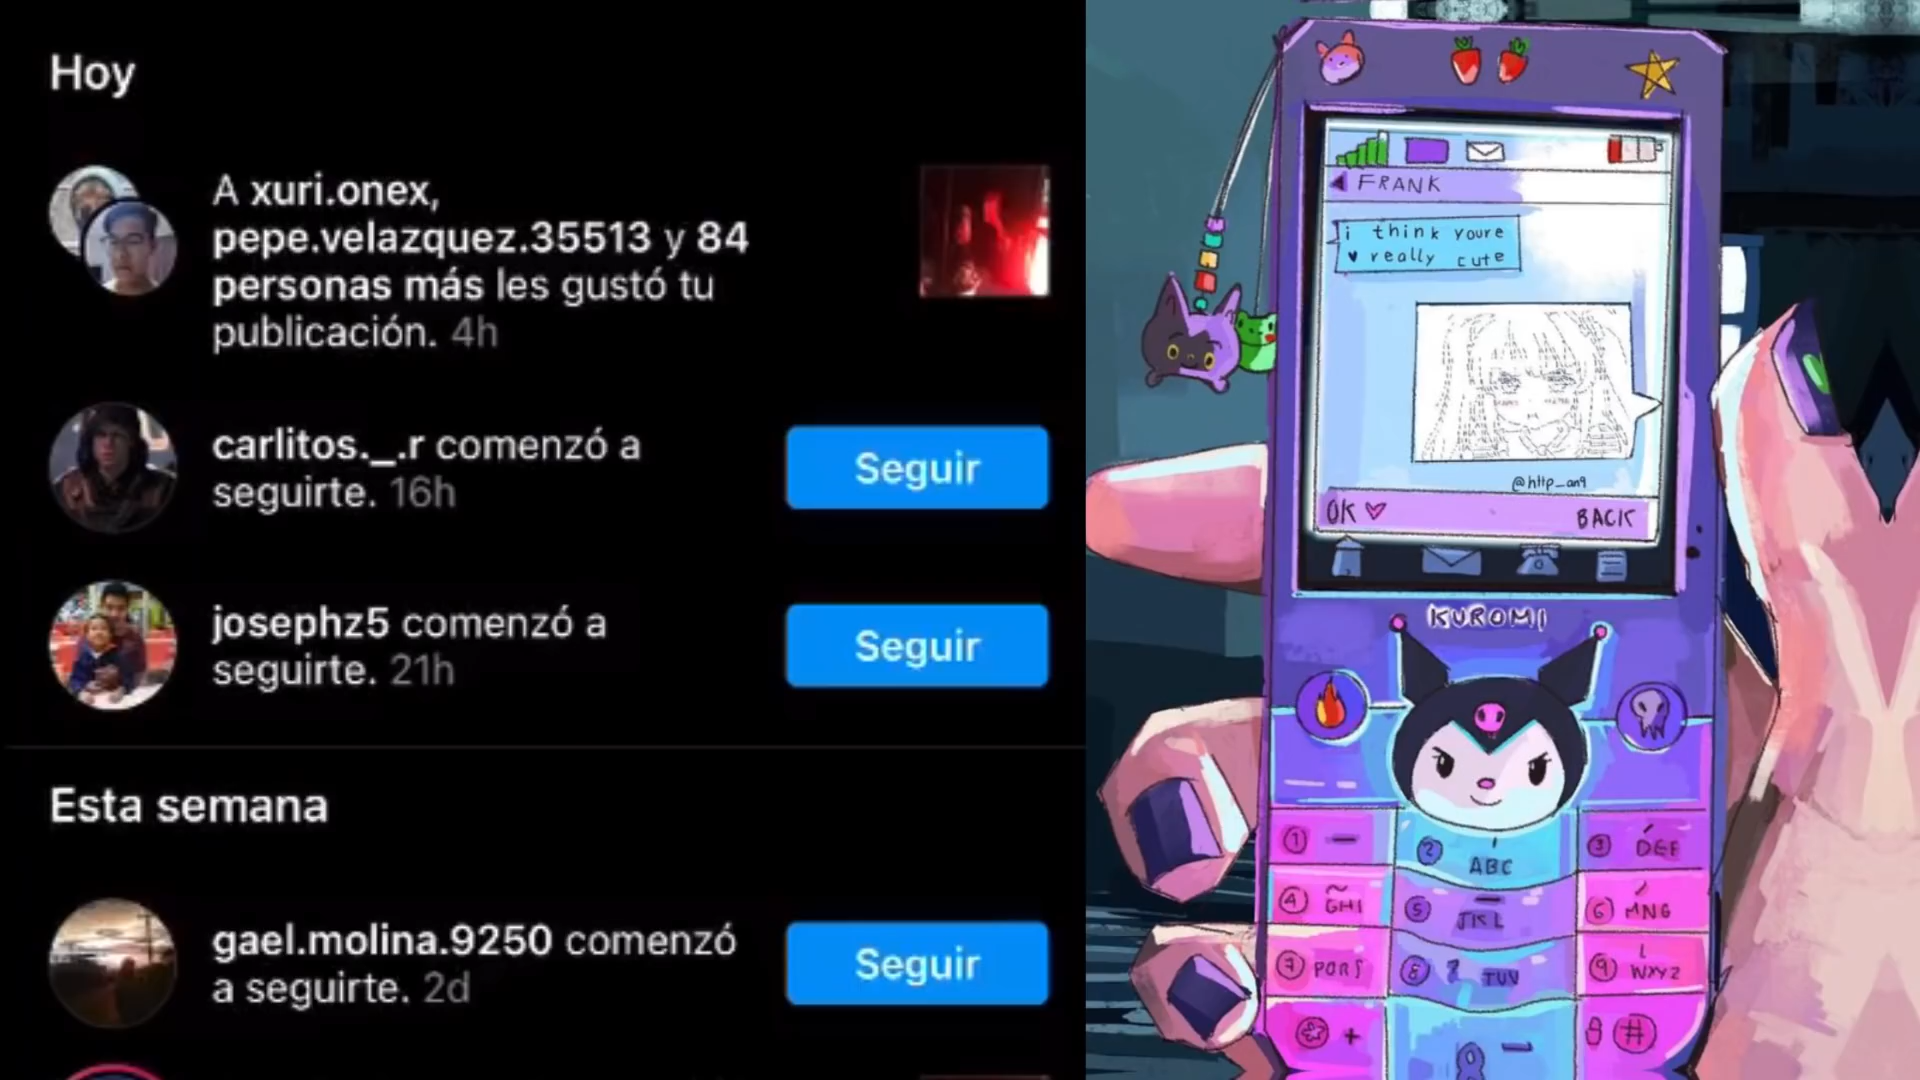 Hoy
A xuri.onex,
pepe.velazquez.35513 y 84
personas más les gustó tu
publicación. 4h
carlitos._.r comenzó a
seguirte. 16h
Seguir
josephz5 comenzó a
seguirte. 21h
Seguir
Esta semana
gael.molina.9250 comenzó
a seguirte. 2d
Seguir
FRANK
i think youre
♥ really cute
@http_ang
OK ♥
BACK
KUROMI
1 —
2 ABC
3 DEF
4 GHI
5 JKL
6 MNG
7 PQRS
8 TUV
9 WXYZ
+
#